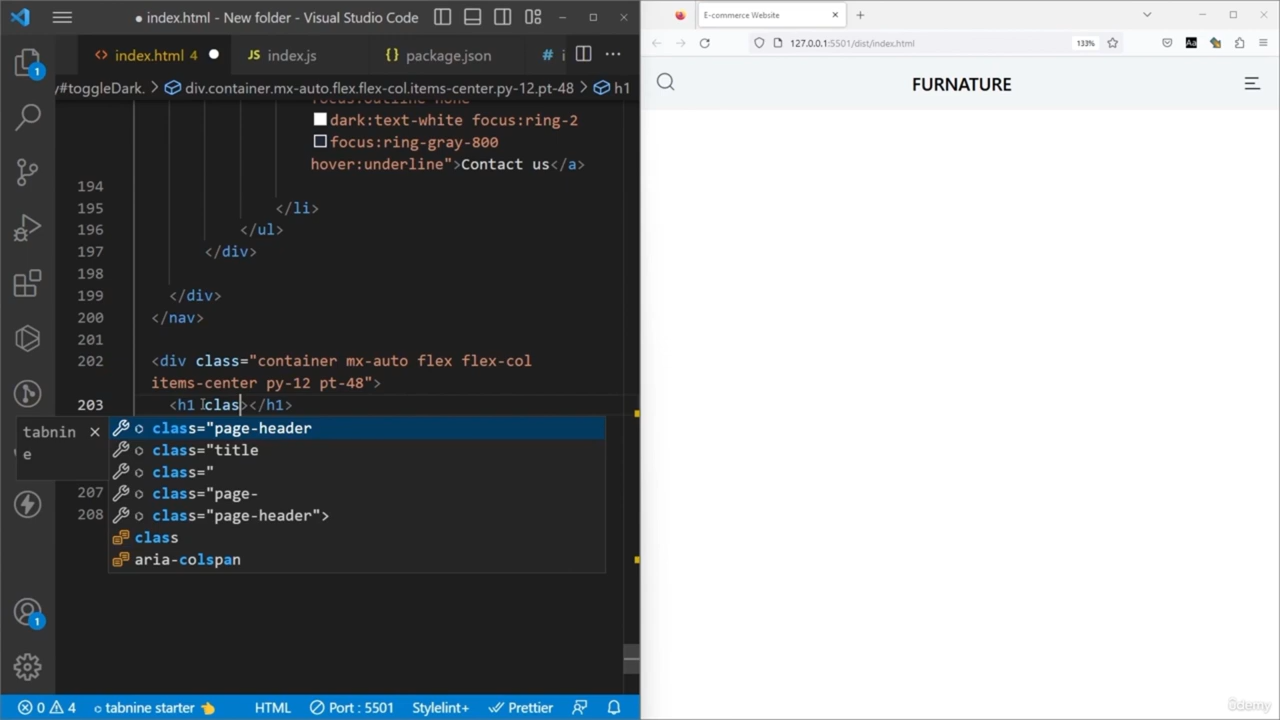 index.html - New folder - Visual Studio Code
index.html 4
index.js
package.json
#
y#toggleDark.
div.container.mx-auto.flex.flex-col.items-center.py-12.pt-48
h1
dark:text-white focus:ring-2
focus:ring-gray-800
hover:underline">Contact us</a>
194
195 </li>
196 </ul>
197 </div>
198
199 </div>
200 </nav>
201
202 <div class="container mx-auto flex flex-col
items-center py-12 pt-48">
203 <h1 clas></h1>
tabnin
e
class="page-header
class="title
class="
class="page-
class="page-header">
class
aria-colspan
207
208
1
1
0 4 tabnine starter HTML Port : 5501 Stylelint+ Prettier
E-commerce Website
127.0.0.1:5501/dist/index.html
133%
Aa
FURNATURE
ûdemy